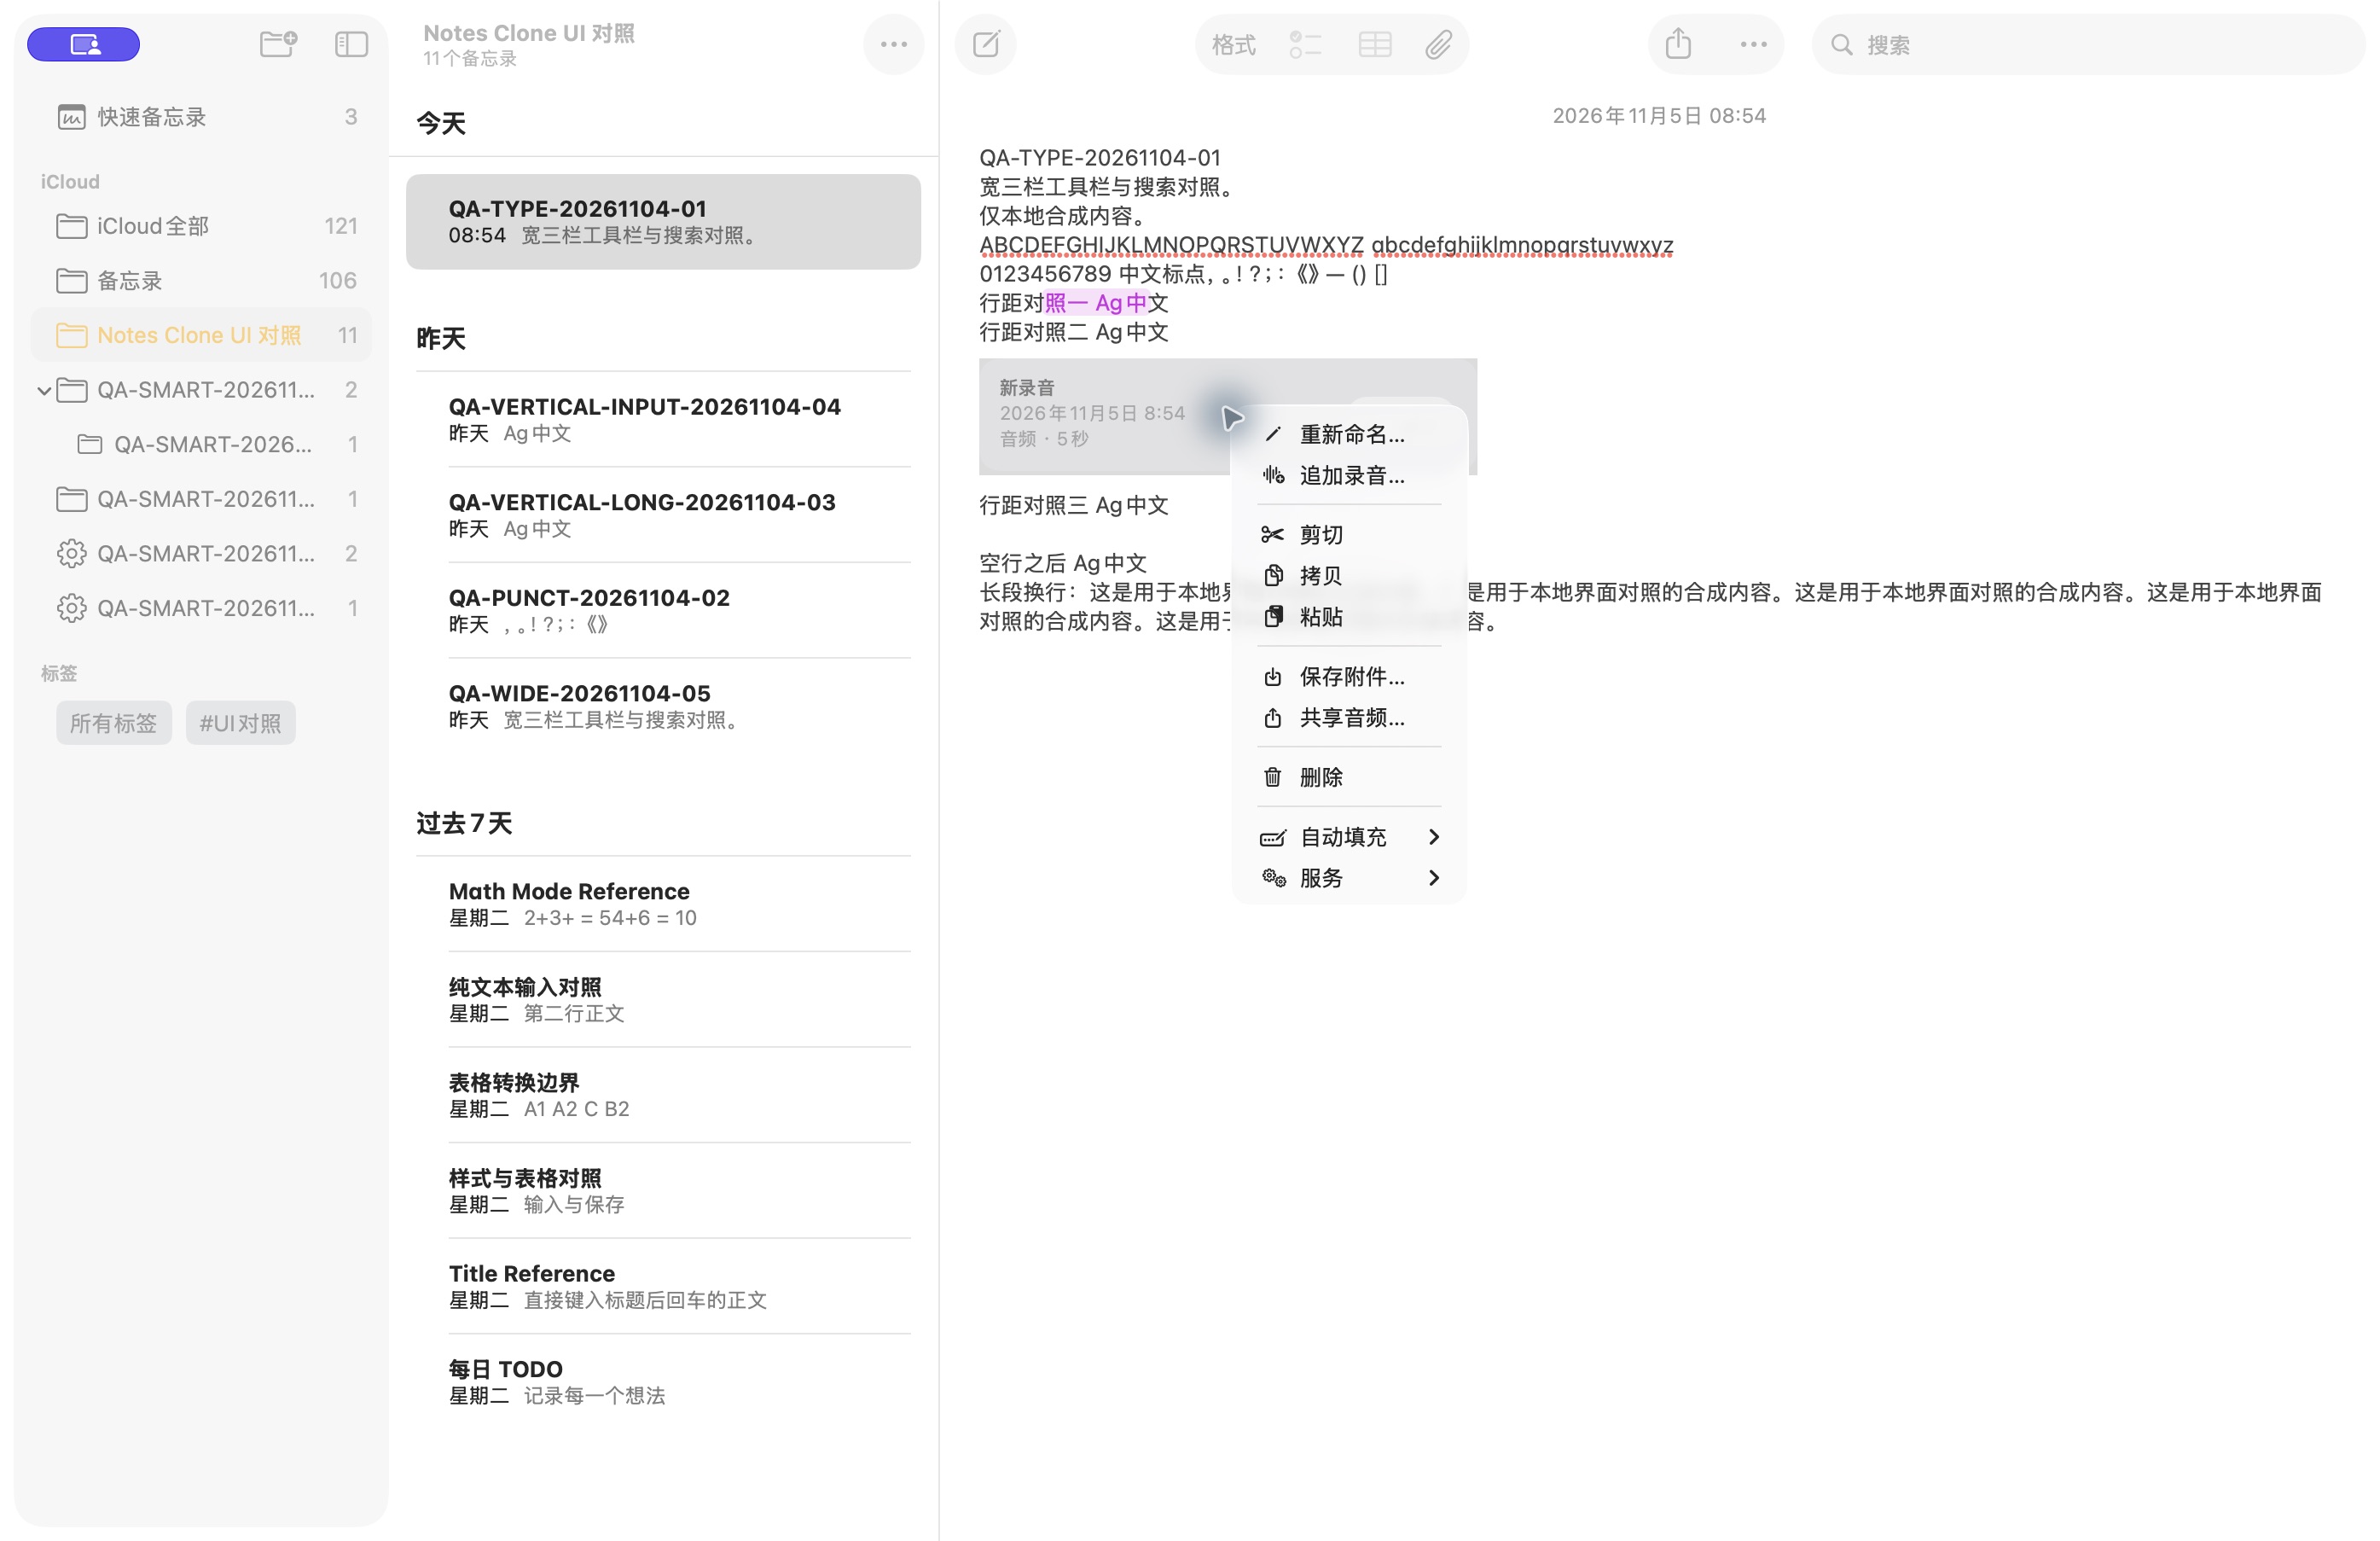 快速备忘录 3
iCloud
iCloud全部 121
备忘录 106
Notes Clone UI 对照 11
QA-SMART-202611... 2
QA-SMART-2026... 1
QA-SMART-202611... 1
QA-SMART-202611... 2
QA-SMART-202611... 1
标签
所有标签 #UI对照
Notes Clone UI 对照
11个备忘录
今天
QA-TYPE-20261104-01
08:54 宽三栏工具栏与搜索对照。
昨天
QA-VERTICAL-INPUT-20261104-04
昨天 Ag中文
QA-VERTICAL-LONG-20261104-03
昨天 Ag中文
QA-PUNCT-20261104-02
昨天 ，。！？；：《》
QA-WIDE-20261104-05
昨天 宽三栏工具栏与搜索对照。
过去7天
Math Mode Reference
星期二 2+3+ = 54+6 = 10
纯文本输入对照
星期二 第二行正文
表格转换边界
星期二 A1 A2 C B2
样式与表格对照
星期二 输入与保存
Title Reference
星期二 直接键入标题后回车的正文
每日 TODO
星期二 记录每一个想法
格式
搜索
2026年11月5日 08:54
QA-TYPE-20261104-01
宽三栏工具栏与搜索对照。
仅本地合成内容。
ABCDEFGHIJKLMNOPQRSTUVWXYZ abcdefghijklmnopqrstuvwxyz
0123456789 中文标点，。！？；：《》— () []
行距对照一 Ag中文
行距对照二 Ag中文
新录音
2026年11月5日 8:54
音频 · 5秒
行距对照三 Ag中文
空行之后 Ag中文
长段换行：这是用于本地 是用于本地界面对照的合成内容。这是用于本地界面对照的合成内容。这是用于本地界面
对照的合成内容。这是用 容。
重新命名...
追加录音...
剪切
拷贝
粘贴
保存附件...
共享音频...
删除
自动填充
服务